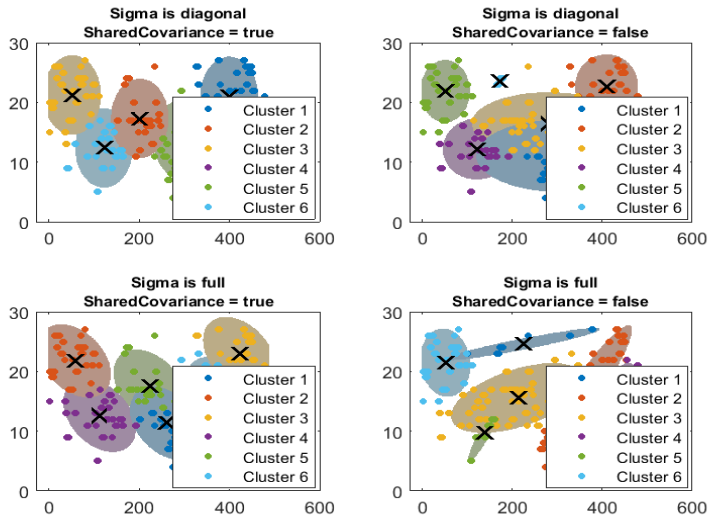 Sigma is diagonal
SharedCovariance = true
30
20
10
0
0
200
400
600
Cluster 1
Cluster 2
Cluster 3
Cluster 4
Cluster 5
Cluster 6
Sigma is diagonal
SharedCovariance = false
30
20
10
0
0
200
400
600
Cluster 1
Cluster 2
Cluster 3
Cluster 4
Cluster 5
Cluster 6
Sigma is full
SharedCovariance = true
30
20
10
0
0
200
400
600
Cluster 1
Cluster 2
Cluster 3
Cluster 4
Cluster 5
Cluster 6
Sigma is full
SharedCovariance = false
30
20
10
0
0
200
400
600
Cluster 1
Cluster 2
Cluster 3
Cluster 4
Cluster 5
Cluster 6